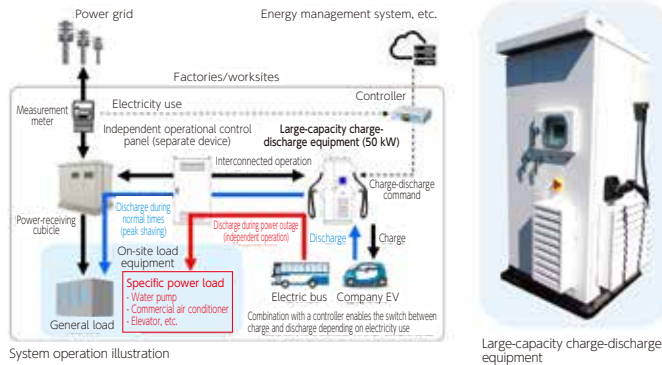 Power grid
Energy management system, etc.
Factories/worksites
Controller
Measurement
meter
Electricity use
Independent operational control
panel (separate device)
Large-capacity charge-
discharge equipment (50 kW)
Interconnected operation
Charge-discharge
command
Power-receiving
cubicle
Discharge during
normal times
(peak shaving)
Discharge during power outage
(independent operation)
Discharge
Charge
On-site load
equipment
Specific power load
- Water pump
- Commercial air conditioner
- Elevator, etc.
General load
Electric bus
Company EV
Combination with a controller enables the switch between
charge and discharge depending on electricity use
System operation illustration
Large-capacity charge-discharge
equipment